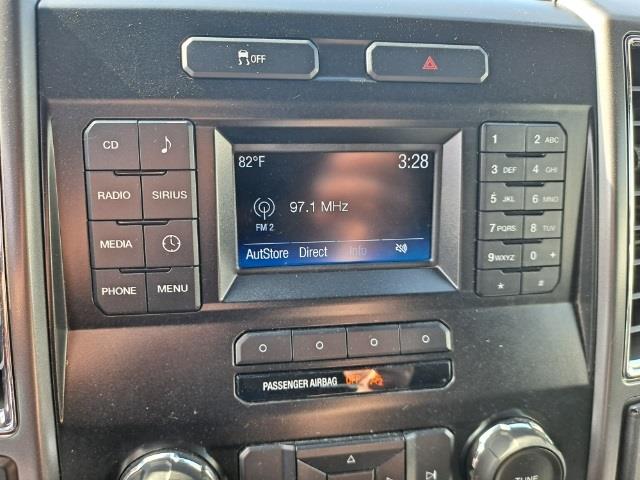 OFF
CD
RADIO SIRIUS
MEDIA
PHONE MENU
82°F 3:28
97.1 MHz
FM 2
AutStore Direct Info
1 2 ABC
3 DEF 4 GHI
5 JKL 6 MNO
7 PQRS 8 TUV
9 WXYZ 0 +
* #
PASSENGER AIRBAG OFF
TUNE